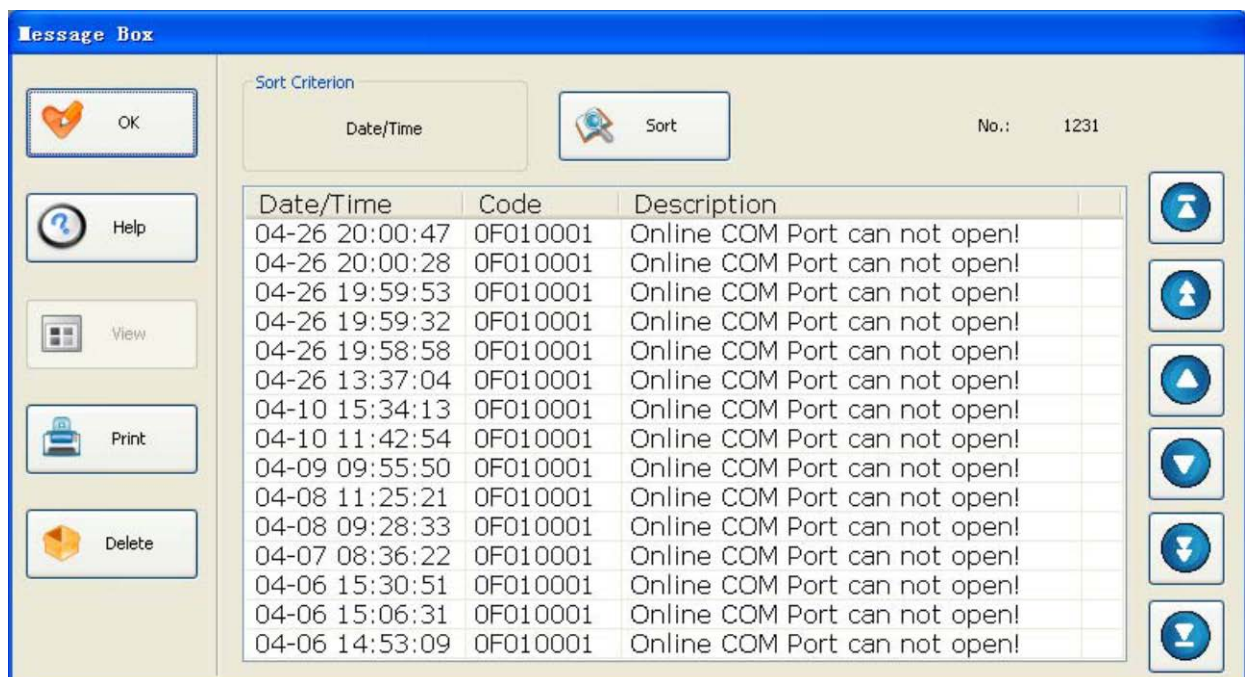 Message Box
OK
Help
View
Print
Delete
Sort Criterion
Date/Time
Sort
No.: 1231
Date/Time Code Description
04-26 20:00:47 0F010001 Online COM Port can not open!
04-26 20:00:28 0F010001 Online COM Port can not open!
04-26 19:59:53 0F010001 Online COM Port can not open!
04-26 19:59:32 0F010001 Online COM Port can not open!
04-26 19:58:58 0F010001 Online COM Port can not open!
04-26 13:37:04 0F010001 Online COM Port can not open!
04-10 15:34:13 0F010001 Online COM Port can not open!
04-10 11:42:54 0F010001 Online COM Port can not open!
04-09 09:55:50 0F010001 Online COM Port can not open!
04-08 11:25:21 0F010001 Online COM Port can not open!
04-08 09:28:33 0F010001 Online COM Port can not open!
04-07 08:36:22 0F010001 Online COM Port can not open!
04-06 15:30:51 0F010001 Online COM Port can not open!
04-06 15:06:31 0F010001 Online COM Port can not open!
04-06 14:53:09 0F010001 Online COM Port can not open!